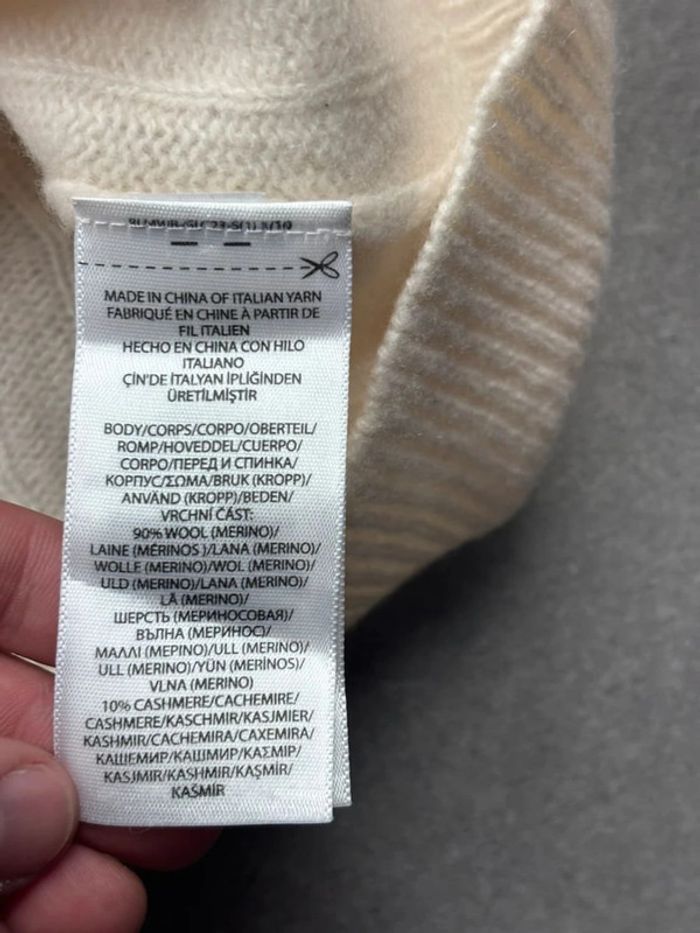 MADE IN CHINA OF ITALIAN YARN
FABRIQUÉ EN CHINE À PARTIR DE
FIL ITALIEN
HECHO EN CHINA CON HILO
ITALIANO
ÇİN'DE İTALYAN İPLİĞİNDEN
ÜRETİLMİŞTİR
BODY/CORPS/CORPO/OBERTEIL/
ROMP/HOVEDDEL/CUERPO/
CORPO/ПЕРЕД И СПИНКА/
КОРПУС/ΣΩΜΑ/BRUK (KROPP)/
ANVÄND (KROPP)/BEDEN/
VRCHNÍ ČÁST:
90% WOOL (MERINO)/
LAINE (MÉRINOS )/LANA (MERINO)/
WOLLE (MERINO)/WOL (MERINO)/
ULD (MERINO)/LANA (MERINO)/
LÃ (MERINO)/
ШЕРСТЬ (МЕРИНОСОВАЯ)/
ВЪЛНА (МЕРИНОС)/
ΜΑΛΛΙ (ΜΕΡΙΝΟ)/ULL (MERINO)/
ULL (MERINO)/YÜN (MERİNOS)/
VLNA (MERINO)
10% CASHMERE/CACHEMIRE/
CASHMERE/KASCHMIR/KASJMIER/
KASHMIR/CACHEMIRA/CAXEMIRA/
КАШЕМИР/КАШМИР/ΚΑΣΜΙΡ/
KASJMIR/KASHMIR/KAŞMİR/
KAŠMÍR